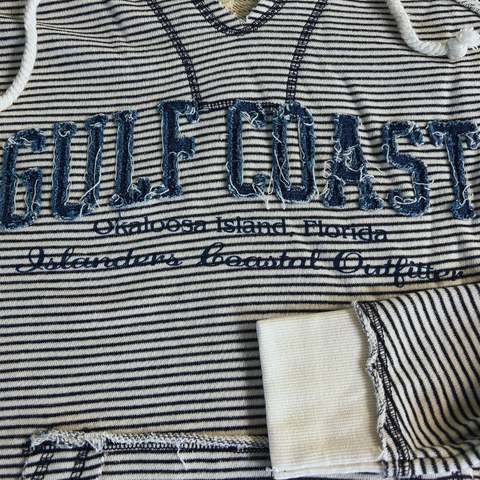 GULF COAST
Okaloosa Island, Florida
Islanders Coastal Outfitter